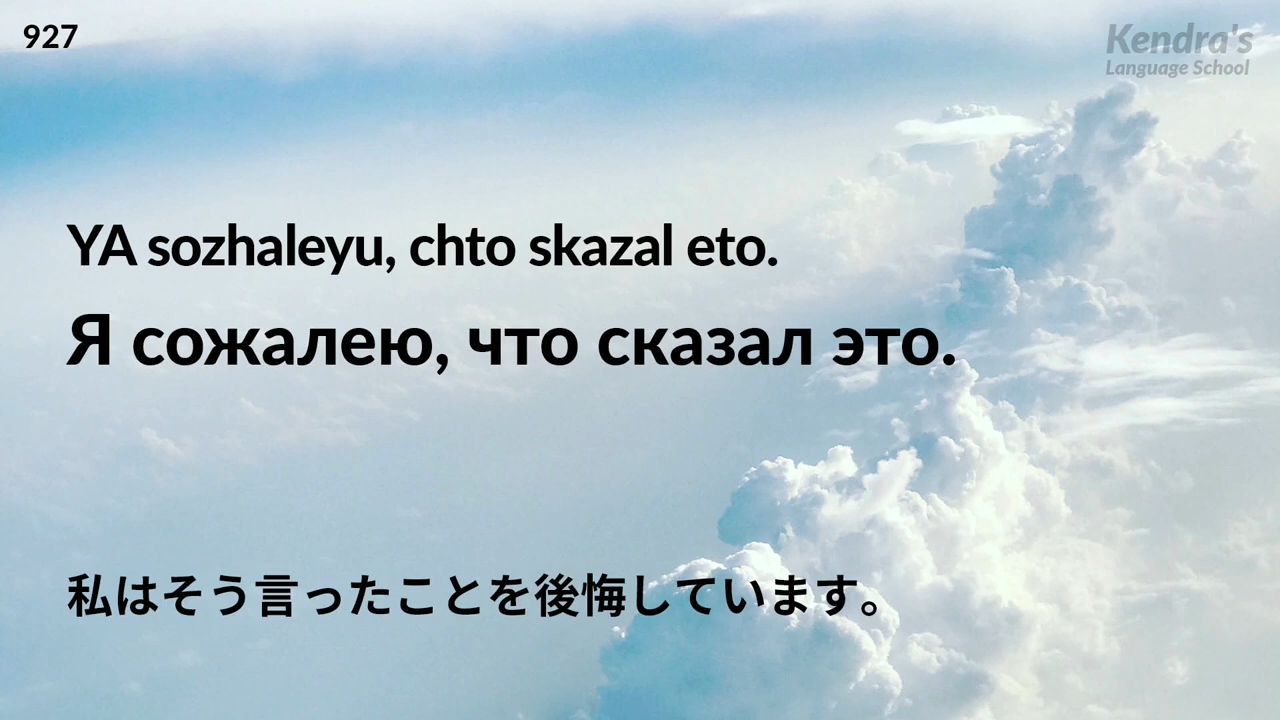 927
Kendra's
Language School
YA sozhaleyu, chto skazal eto.
Я сожалею, что сказал это.
私はそう言ったことを後悔しています。